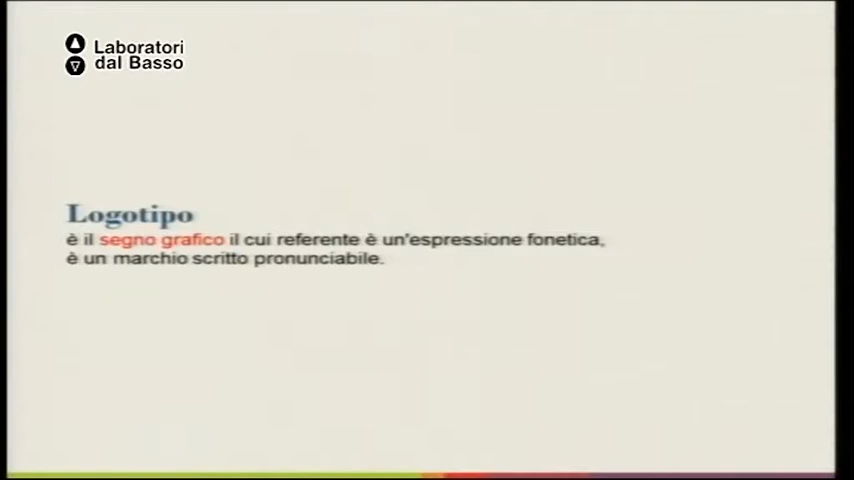 Laboratori
dal Basso
Logotipo
è il segno grafico il cui referente è un'espressione fonetica,
è un marchio scritto pronunciabile.